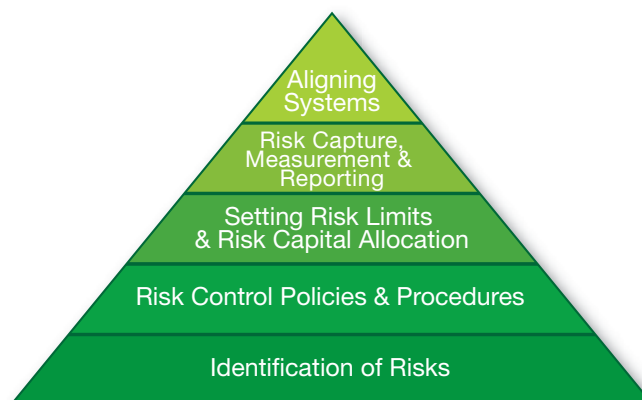 Aligning
Systems
Risk Capture,
Measurement &
Reporting
Setting Risk Limits
& Risk Capital Allocation
Risk Control Policies & Procedures
Identification of Risks